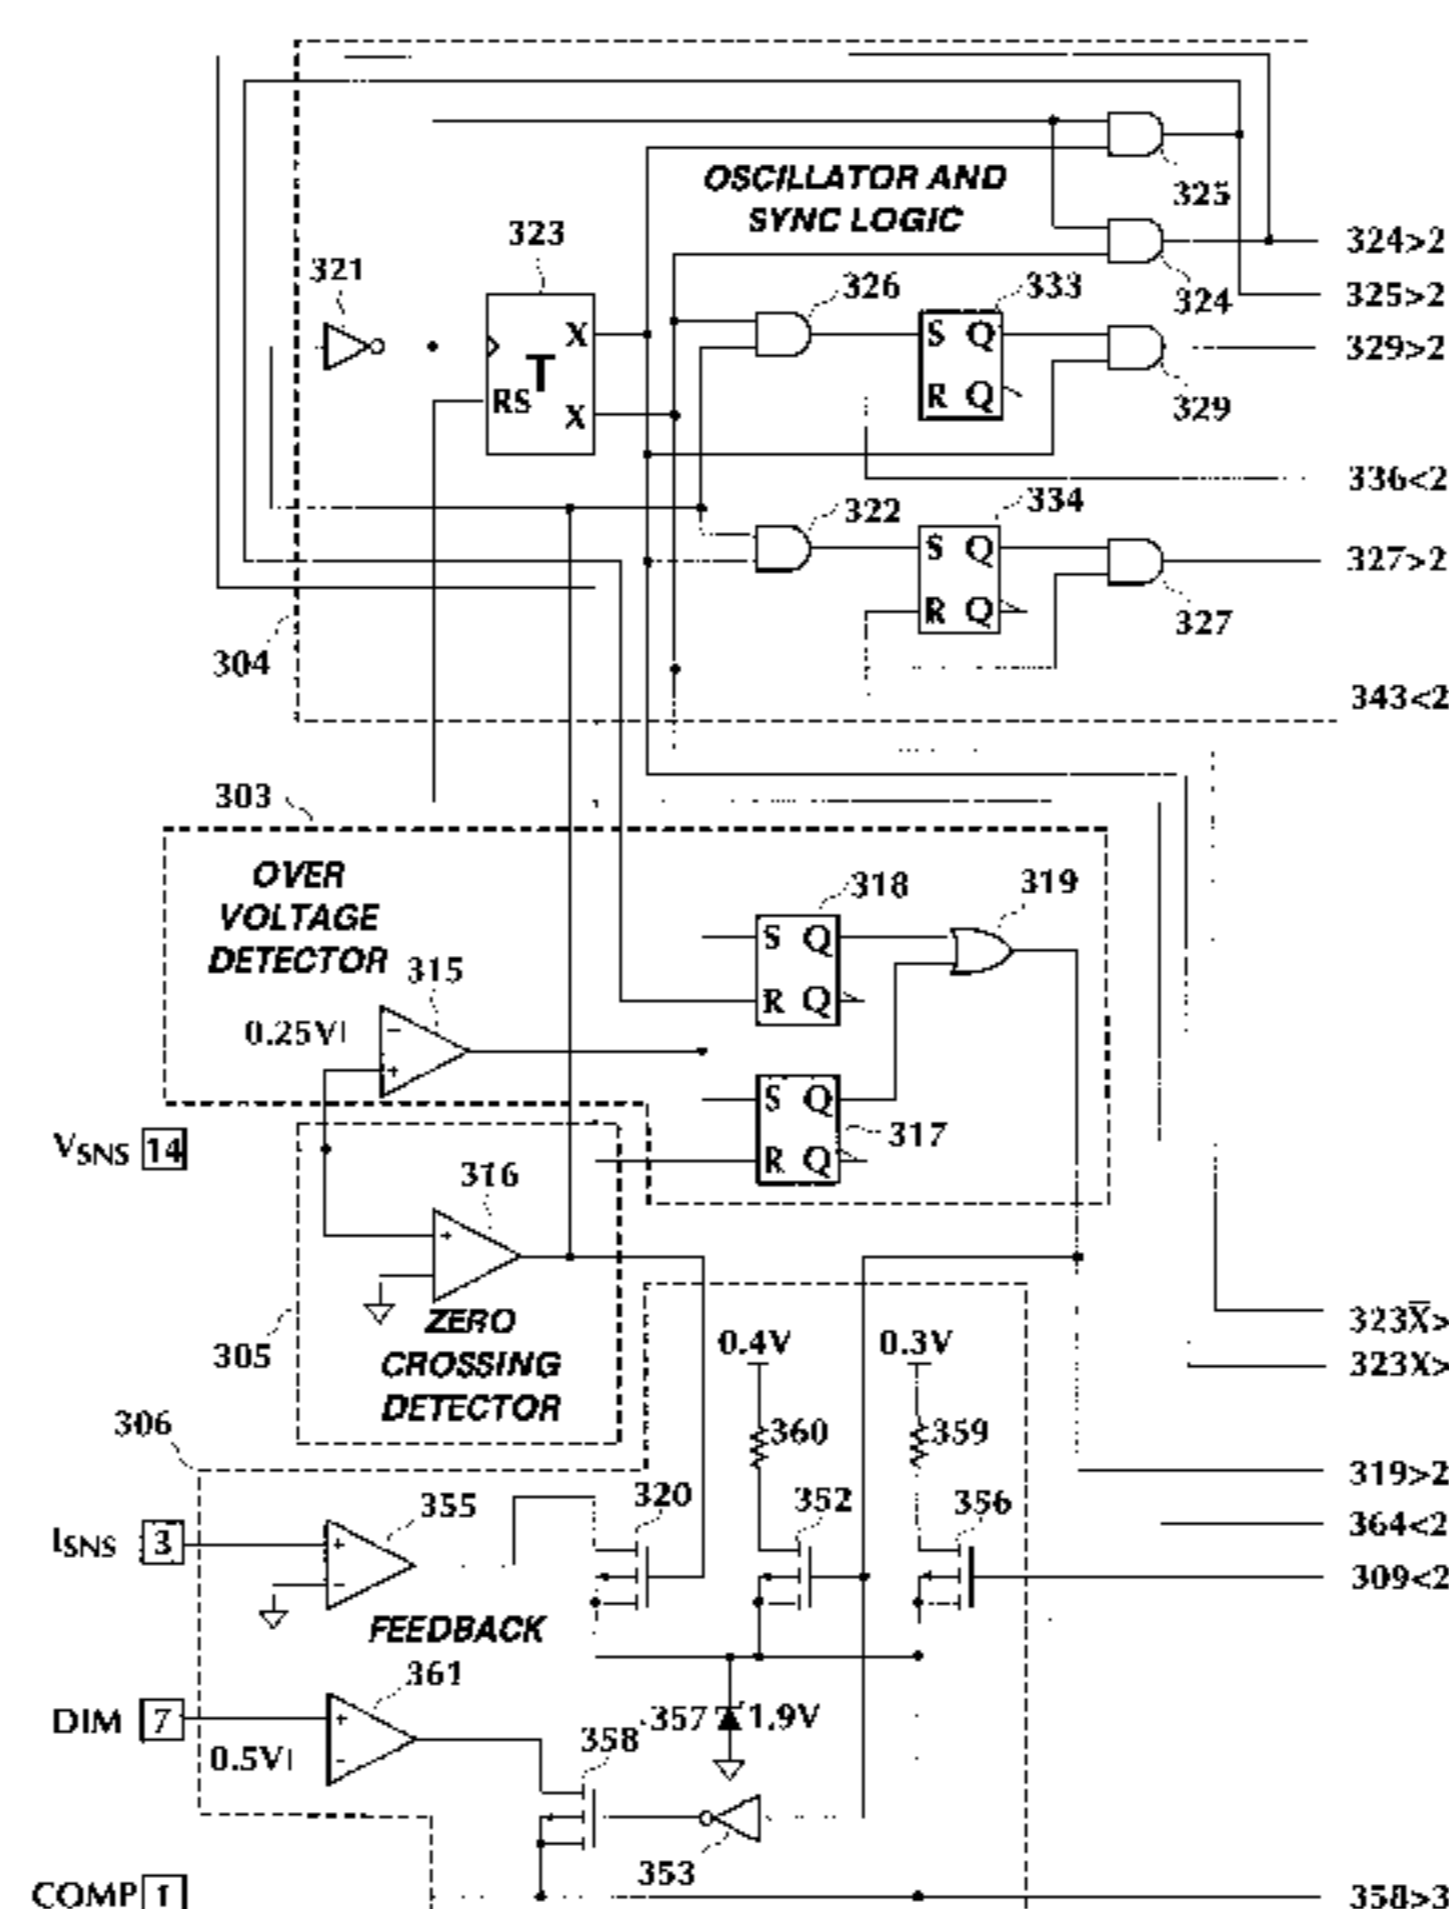 OSCILLATOR AND
SYNC LOGIC
325
323
324>2
321
326
333
324
325>2
X
S Q
329>2
T
RS
X
R Q
329
336<2
322
334
S Q
327>2
R Q
327
304
343<2
303
OVER
VOLTAGE
DETECTOR
318
319
S Q
315
R Q
0.25V
S Q
317
VSNS 14
R Q
316
ZERO
CROSSING
DETECTOR
305
0.4V
0.3V
323X̅>
323X>
306
360
359
319>2
355
320
352
356
364<2
ISNS 3
309<2
FEEDBACK
361
DIM 7
357
1.9V
0.5V
358
353
COMP 1
358>3
+
-
+
-
+
-
+